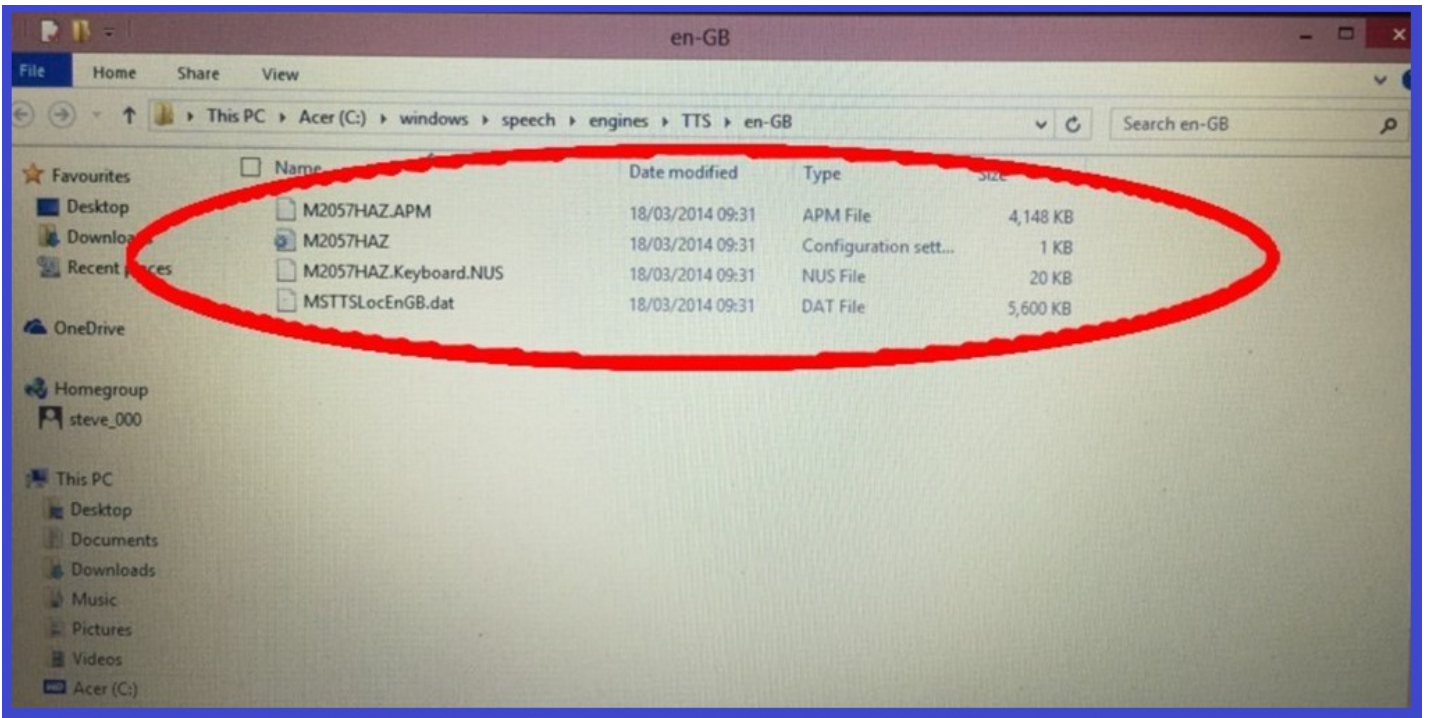 en-GB
File Home Share View
This PC Acer (C:) windows speech engines TTS en-GB Search en-GB
Favourites
Desktop
Downloads
Recent places
OneDrive
Homegroup
steve_000
This PC
Desktop
Documents
Downloads
Music
Pictures
Videos
Acer (C:)
Name Date modified Type Size
M2057HAZ.APM 18/03/2014 09:31 APM File 4,148 KB
M2057HAZ 18/03/2014 09:31 Configuration sett... 1 KB
M2057HAZ.Keyboard.NUS 18/03/2014 09:31 NUS File 20 KB
MSTTSLocEnGB.dat 18/03/2014 09:31 DAT File 5,600 KB